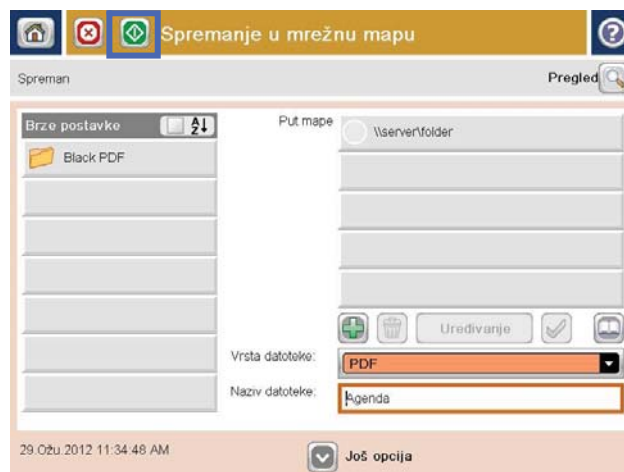 Spremanje u mrežnu mapu
Spreman
Pregled
Brze postavke
Put mape
\\server\folder
Black PDF
Uređivanje
Vrsta datoteke:
PDF
Naziv datoteke:
Agenda
29.Ožu.2012 11:34:48 AM
Još opcija